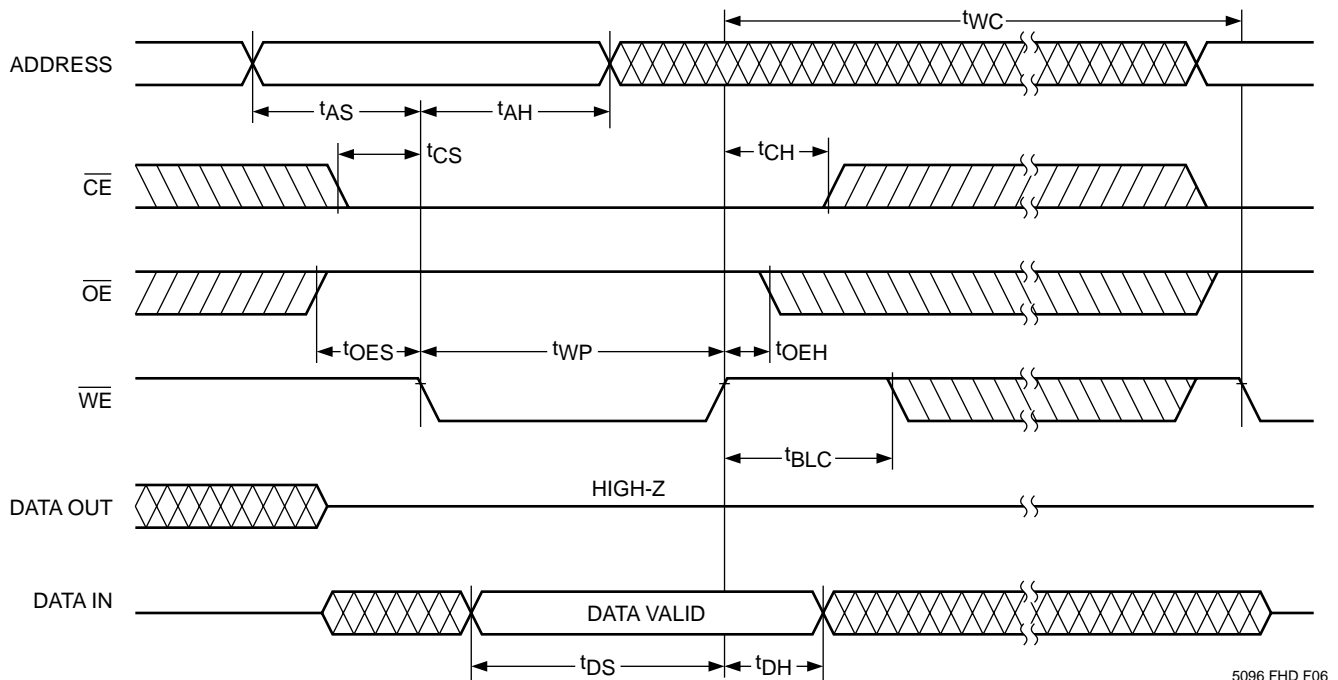 tWC
ADDRESS
tAS
tAH
tCS
tCH
CE
OE
tOES
tWP
tOEH
WE
tBLC
HIGH-Z
DATA OUT
DATA IN
DATA VALID
tDS
tDH
5096 FHD F06